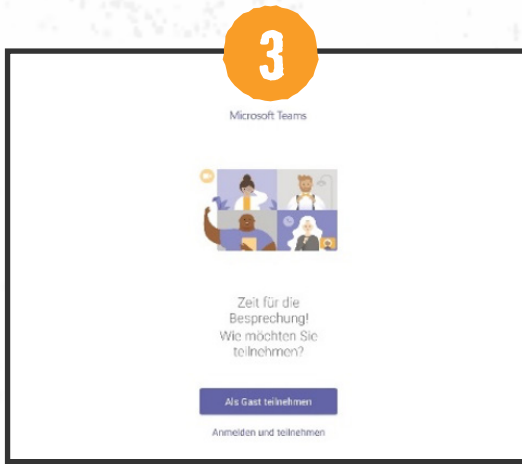 3
Microsoft Teams
Zeit für die
Besprechung!
Wie möchten Sie
teilnehmen?
Als Gast teilnehmen
Anmelden und teilnehmen